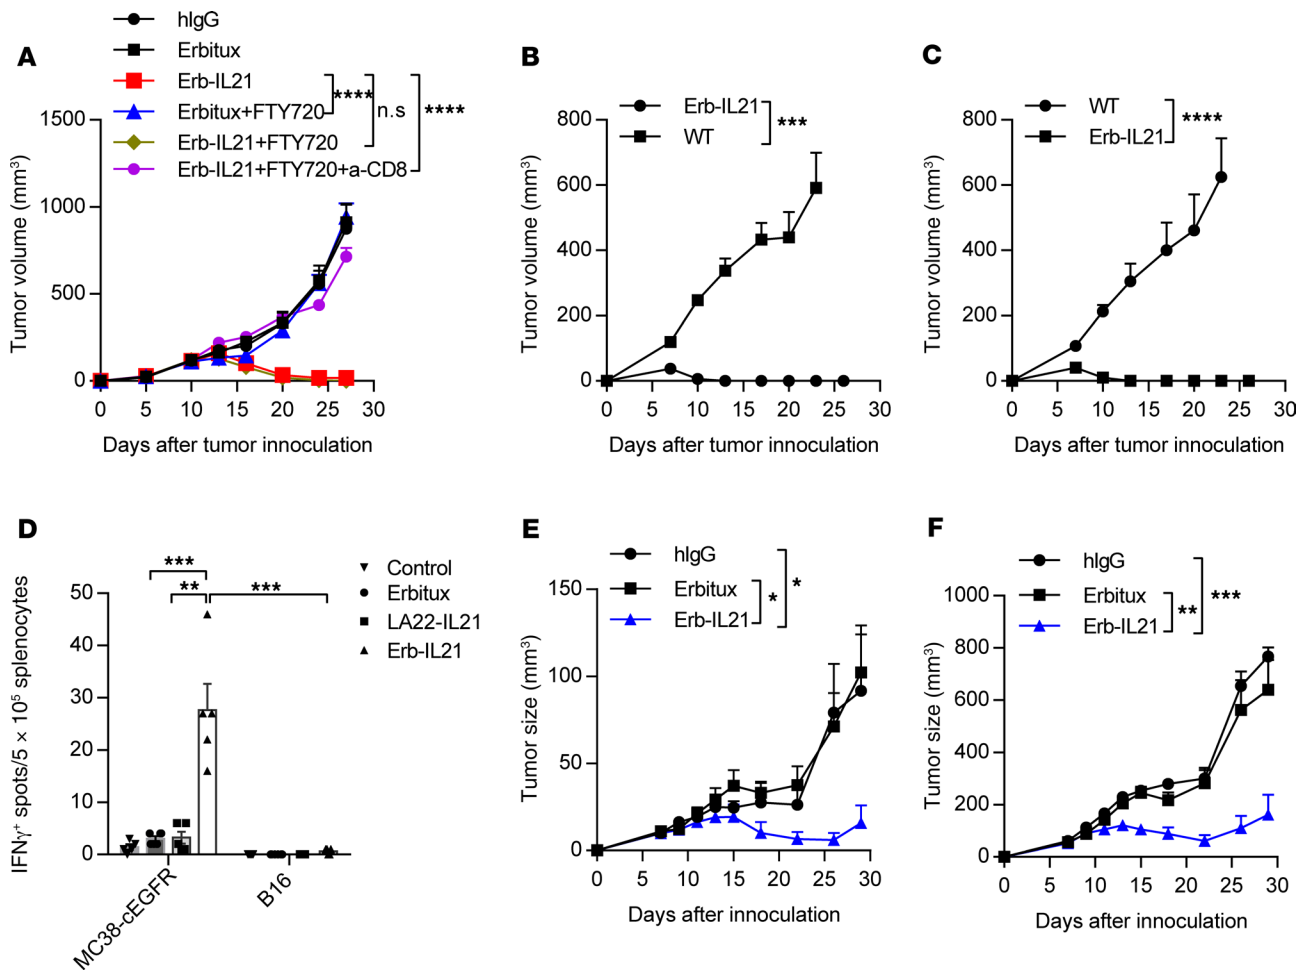 A
hIgG
Erbitux
Erb-IL21
Erbitux+FTY720
Erb-IL21+FTY720
Erb-IL21+FTY720+a-CD8
****
n.s
****
Tumor volume (mm³)
1500
1000
500
0
0 5 10 15 20 25 30
Days after tumor innoculation
B
Erb-IL21
WT
***
Tumor volume (mm³)
800
600
400
200
0
0 5 10 15 20 25 30
Days after tumor innoculation
C
WT
Erb-IL21
****
Tumor volume (mm³)
800
600
400
200
0
0 5 10 15 20 25 30
Days after tumor innoculation
D
***
** ***
Control
Erbitux
LA22-IL21
Erb-IL21
IFNγ⁺ spots/5 × 10⁵ splenocytes
50
40
30
20
10
0
MC38-cEGFR
B16
E
hIgG
Erbitux
Erb-IL21
*
*
Tumor size (mm³)
150
100
50
0
0 5 10 15 20 25 30
Days after innoculation
F
hIgG
Erbitux
Erb-IL21
**
***
Tumor size (mm³)
1000
800
600
400
200
0
0 5 10 15 20 25 30
Days after innoculation